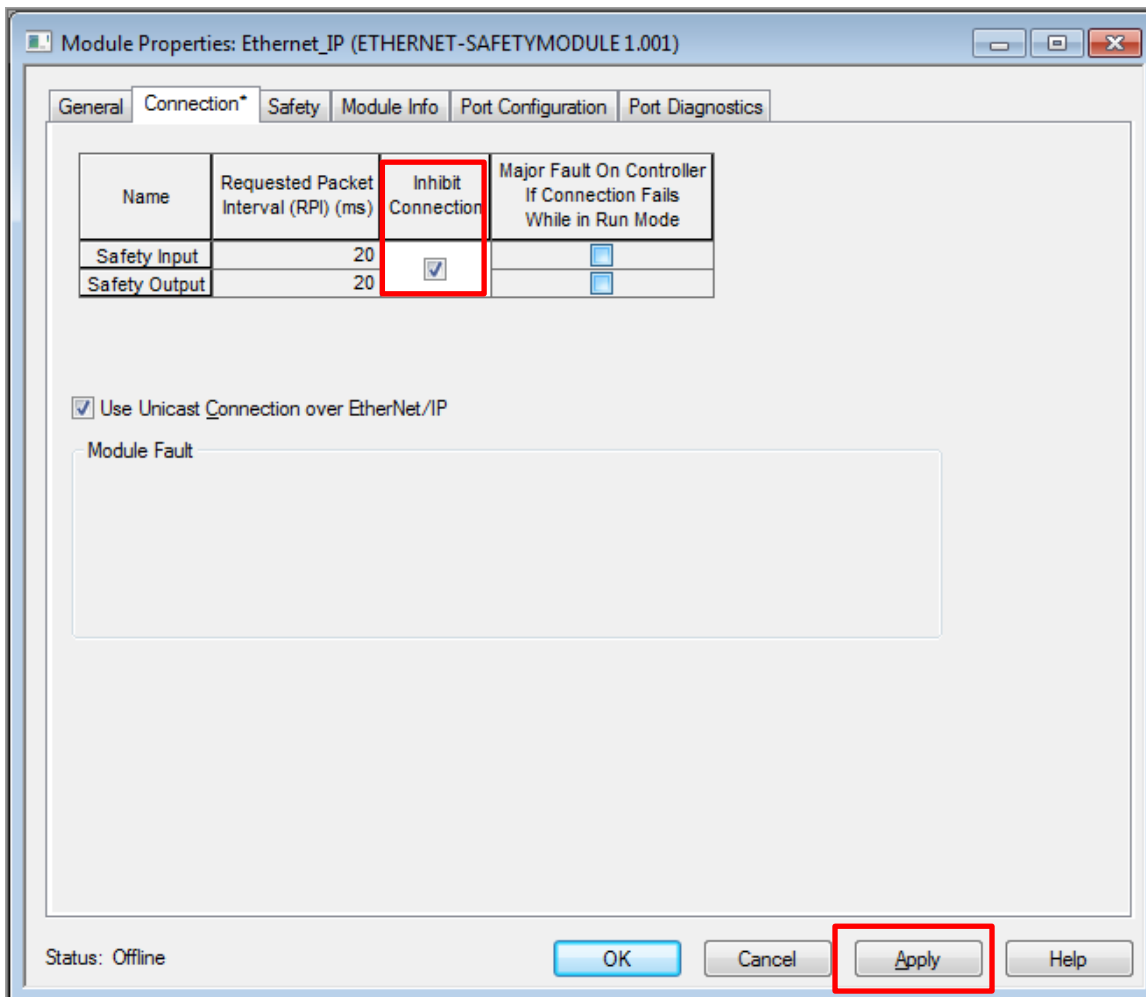 Module Properties: Ethernet_IP (ETHERNET-SAFETYMODULE 1.001)
General Connection* Safety Module Info Port Configuration Port Diagnostics
Name
Requested Packet
Interval (RPI) (ms)
Inhibit
Connection
Major Fault On Controller
If Connection Fails
While in Run Mode
Safety Input 20
Safety Output 20
Use Unicast Connection over EtherNet/IP
Module Fault
Status: Offline OK Cancel Apply Help